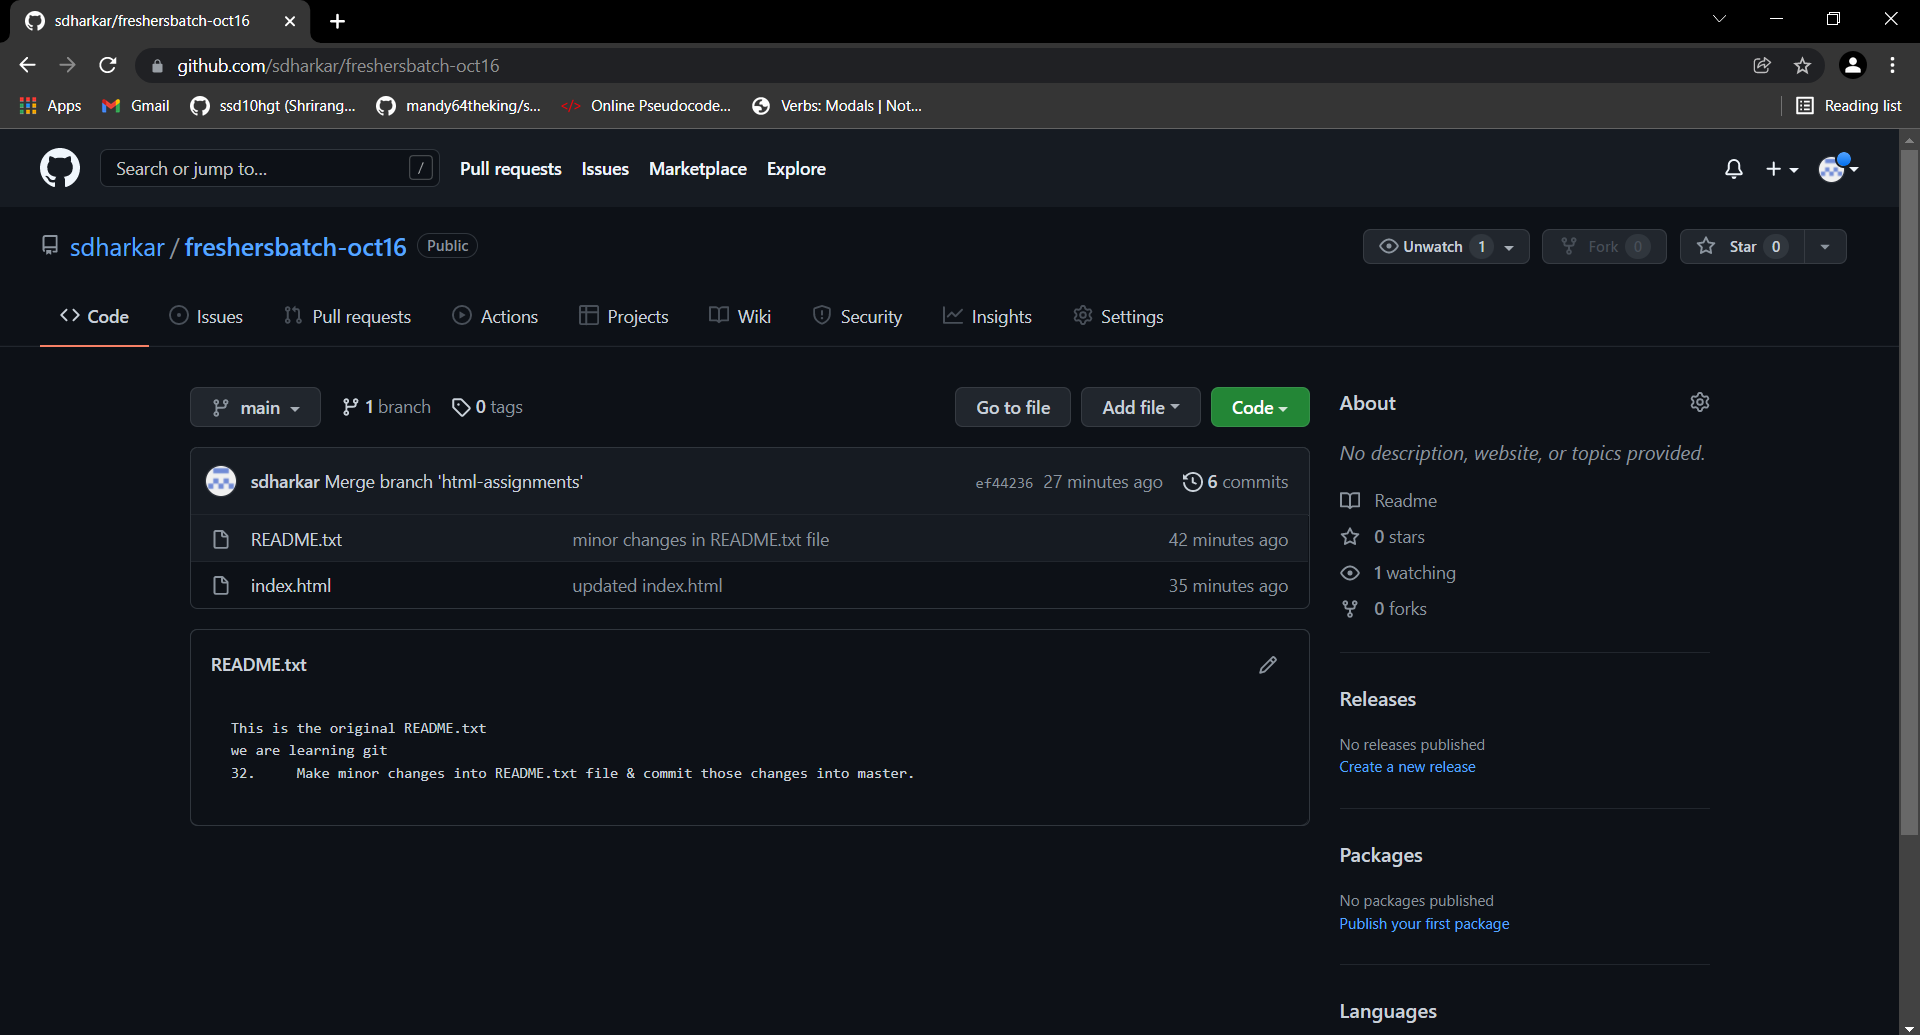 sdharkar/freshersbatch-oct16
github.com/sdharkar/freshersbatch-oct16
Apps Gmail ssd10hgt (Shrirang... mandy64theking/s... Online Pseudocode... Verbs: Modals | Not... Reading list
Search or jump to... / Pull requests Issues Marketplace Explore
sdharkar / freshersbatch-oct16 Public Unwatch 1 Fork 0 Star 0
Code Issues Pull requests Actions Projects Wiki Security Insights Settings
main 1 branch 0 tags Go to file Add file Code
sdharkar Merge branch 'html-assignments' ef44236 27 minutes ago 6 commits
README.txt minor changes in README.txt file 42 minutes ago
index.html updated index.html 35 minutes ago
README.txt
This is the original README.txt
we are learning git
32. Make minor changes into README.txt file & commit those changes into master.
About
No description, website, or topics provided.
Readme
0 stars
1 watching
0 forks
Releases
No releases published
Create a new release
Packages
No packages published
Publish your first package
Languages